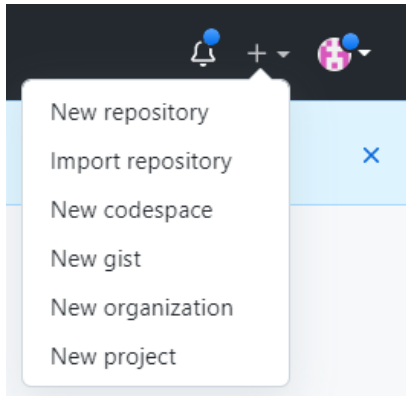 New repository
Import repository
New codespace
New gist
New organization
New project